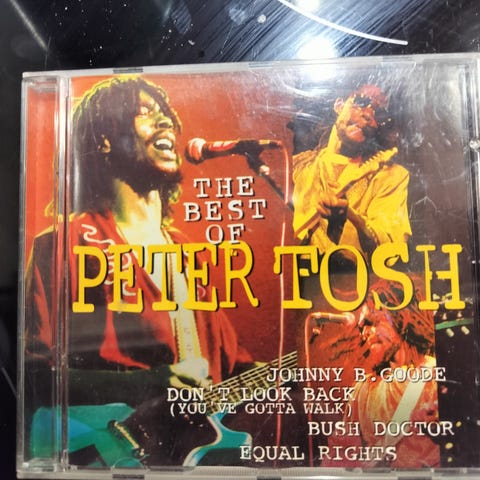 THE
BEST
OF
PETER TOSH
JOHNNY B. GOODE
DON'T LOOK BACK
(YOU'VE GOTTA WALK)
BUSH DOCTOR
EQUAL RIGHTS